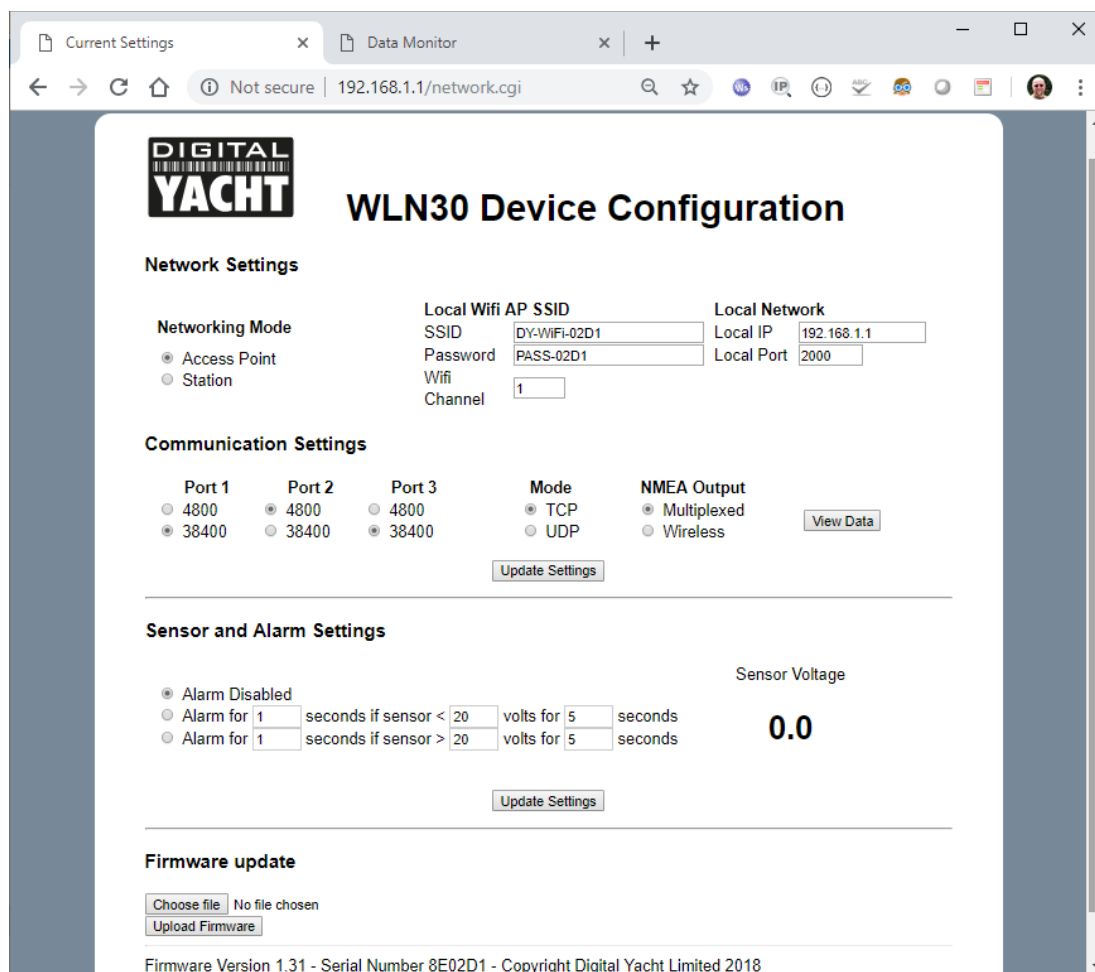 Current Settings
Data Monitor
Not secure | 192.168.1.1/network.cgi
DIGITAL
YACHT
WLN30 Device Configuration
Network Settings
Networking Mode
Access Point
Station
Local Wifi AP SSID
SSID DY-WiFi-02D1
Password PASS-02D1
Wifi
Channel 1
Local Network
Local IP 192.168.1.1
Local Port 2000
Communication Settings
Port 1 Port 2 Port 3 Mode NMEA Output
4800 4800 4800 TCP Multiplexed
38400 38400 38400 UDP Wireless
View Data
Update Settings
Sensor and Alarm Settings
Sensor Voltage
Alarm Disabled
Alarm for 1 seconds if sensor < 20 volts for 5 seconds
Alarm for 1 seconds if sensor > 20 volts for 5 seconds
0.0
Update Settings
Firmware update
Choose file No file chosen
Upload Firmware
Firmware Version 1.31 - Serial Number 8E02D1 - Copyright Digital Yacht Limited 2018